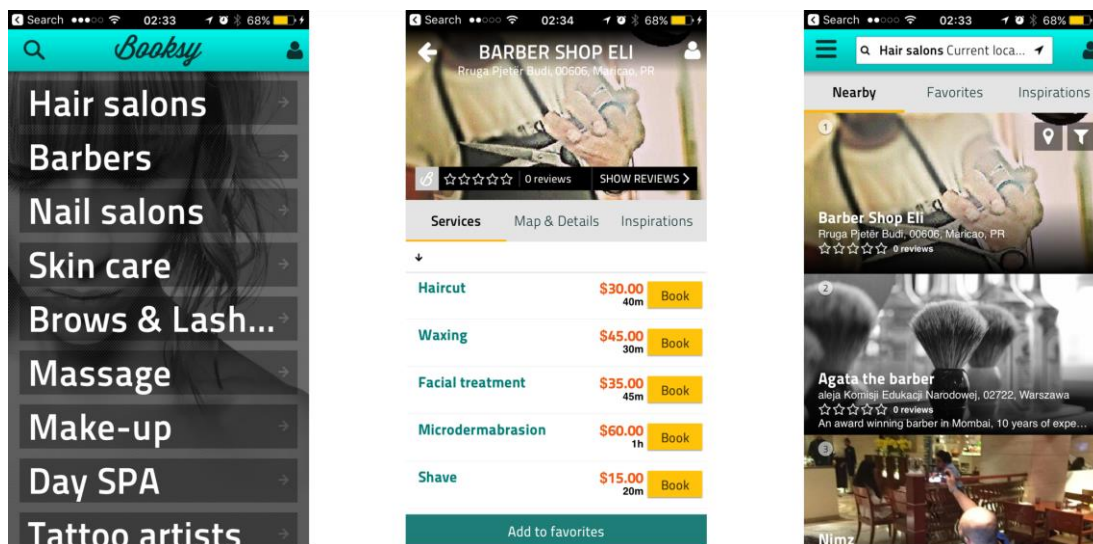 Search 02:33 68%
Booksy
Hair salons
Barbers
Nail salons
Skin care
Brows & Lash...
Massage
Make-up
Day SPA
Tattoo artists
Search 02:34 68%
BARBER SHOP ELI
Rruga Pjetër Budi, 00606, Maricao, PR
0 reviews SHOW REVIEWS
Services Map & Details Inspirations
Haircut $30.00 Book
40m
Waxing $45.00 Book
30m
Facial treatment $35.00 Book
45m
Microdermabrasion $60.00 Book
1h
Shave $15.00 Book
20m
Add to favorites
Search 02:33 68%
Hair salons Current loca...
Nearby Favorites Inspirations
1
Barber Shop Eli
Rruga Pjetër Budi, 00606, Maricao, PR
0 reviews
2
Agata the barber
aleja Komisji Edukacji Narodowej, 02722, Warszawa
0 reviews
An award winning barber in Mombai, 10 years of expe...
3
Nimz